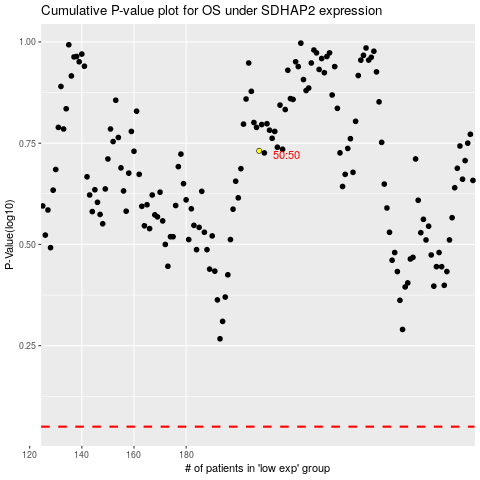 Cumulative P-value plot for OS under SDHAP2 expression
P-Value(log10)
1.00
0.75
0.50
0.25
50:50
120 140 160 180
# of patients in 'low exp' group